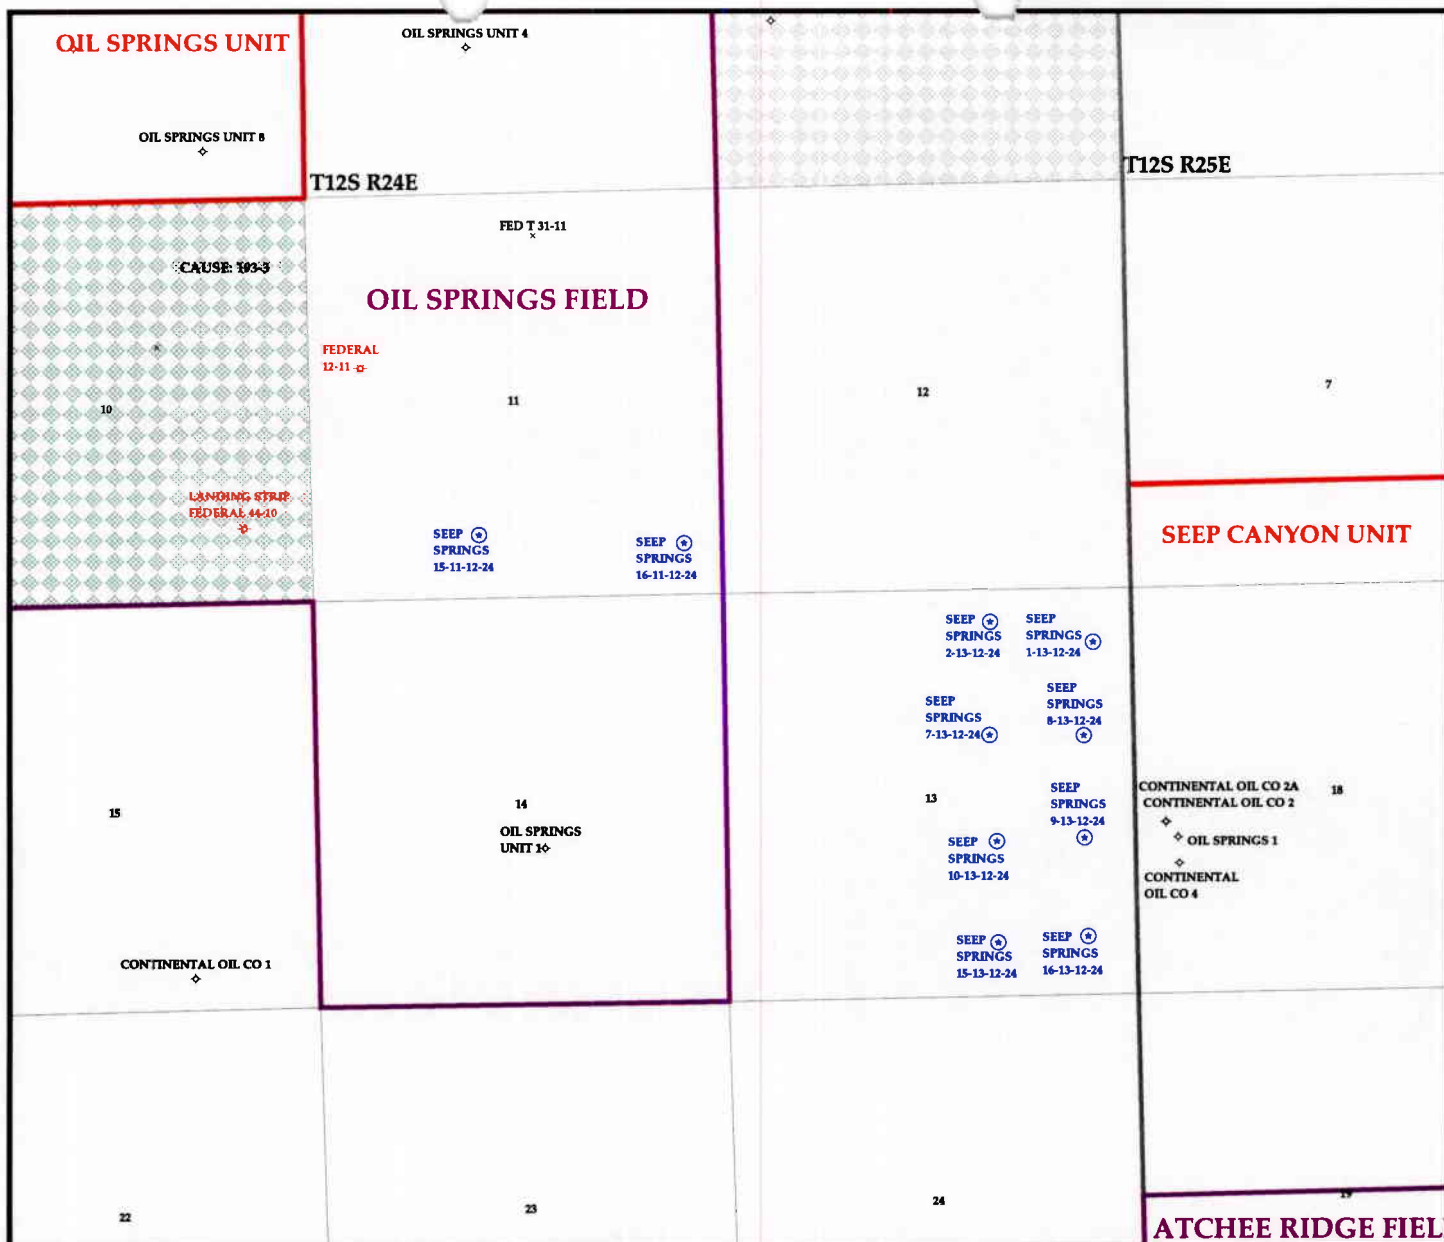 OIL SPRINGS UNIT
OIL SPRINGS UNIT 4
OIL SPRINGS UNIT 8
T12S R24E
T12S R25E
FED T 31-11
CAUSE: 193-3
OIL SPRINGS FIELD
FEDERAL
12-11
10
11
12
7
LANDING STRIP
FEDERAL 44-10
SEEP
SPRINGS
15-11-12-24
SEEP
SPRINGS
16-11-12-24
SEEP CANYON UNIT
SEEP
SPRINGS
2-13-12-24
SEEP
SPRINGS
1-13-12-24
SEEP
SPRINGS
7-13-12-24
SEEP
SPRINGS
8-13-12-24
15
14
OIL SPRINGS
UNIT 1
13
SEEP
SPRINGS
9-13-12-24
CONTINENTAL OIL CO 2A
CONTINENTAL OIL CO 2
18
OIL SPRINGS 1
SEEP
SPRINGS
10-13-12-24
CONTINENTAL
OIL CO 4
CONTINENTAL OIL CO 1
SEEP
SPRINGS
15-13-12-24
SEEP
SPRINGS
16-13-12-24
22
23
24
19
ATCHEE RIDGE FIEL